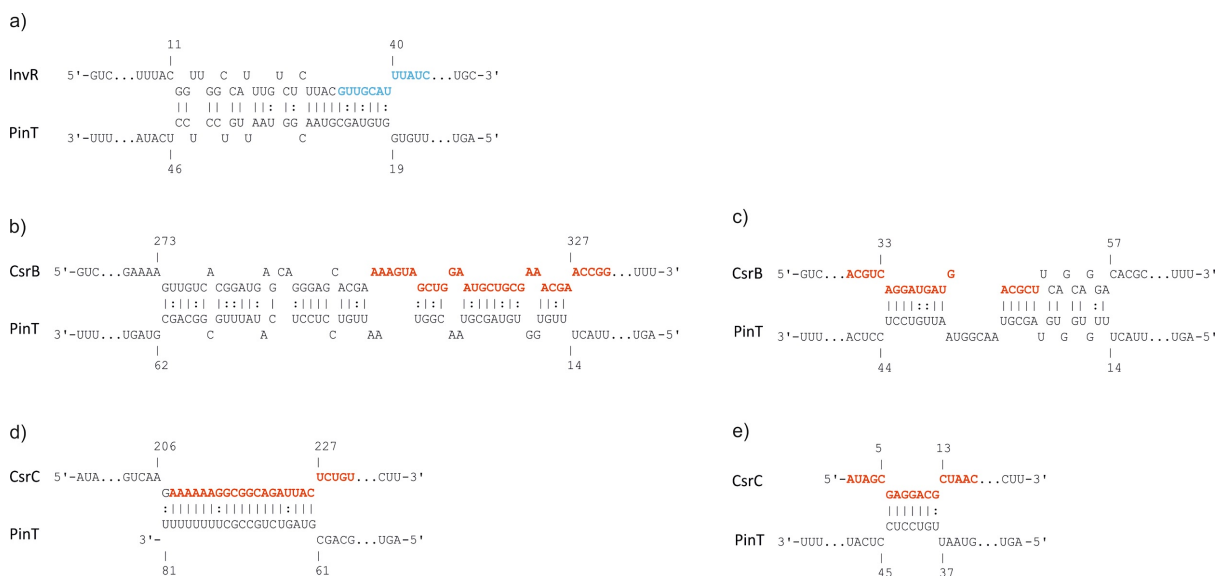 a)
11 40
| |
InvR 5'-GUC...UUUAC UU C U U C UUAUC...UGC-3'
GG GG CA UUG CU UUACGUUGCAU
|| || || ||: |: |||||:|:||:
CC CC GU AAU GG AAUGCGAUGUG
PinT 3'-UUU...AUACU U U U C GUGUU...UGA-5'
| |
46 19
b)
273 327
| |
CsrB 5'-GUC...GAAAA A A CA C AAAGUA GA AA ACCGG...UUU-3'
GUUGUC CGGAUG G GGGAG ACGA GCUG AUGCUGCG ACGA
PinT CGACGG GUUUAU C UCCUC UGUU UGGC UGCGAUGU UGUU
3'-UUU...UGAUG C A C AA AA GG UCAUU...UGA-5'
| |
62 14
c)
33 57
| |
CsrB 5'-GUC...ACGUC G U G G CACGC...UUU-3'
AGGAUGAU ACGCU CA CA GA
PinT UCCUGUUA UGCGA GU GU UU
3'-UUU...ACUCC AUGGCAA U G G UCAUU...UGA-5'
| |
44 14
d)
206 227
| |
CsrC 5'-AUA...GUCAA UCUGU...CUU-3'
GAAAAAAGGCGGCAGAUUAC
PinT UUUUUUUUCGCCGUCUGAUG
3'- CGACG...UGA-5'
| |
81 61
e)
5 13
| |
CsrC 5'-AUAGC CUAAC...CUU-3'
GAGGACG
||||||:
CUCCUGU
PinT 3'-UUU...UACUC UAAUG...UGA-5'
| |
45 37